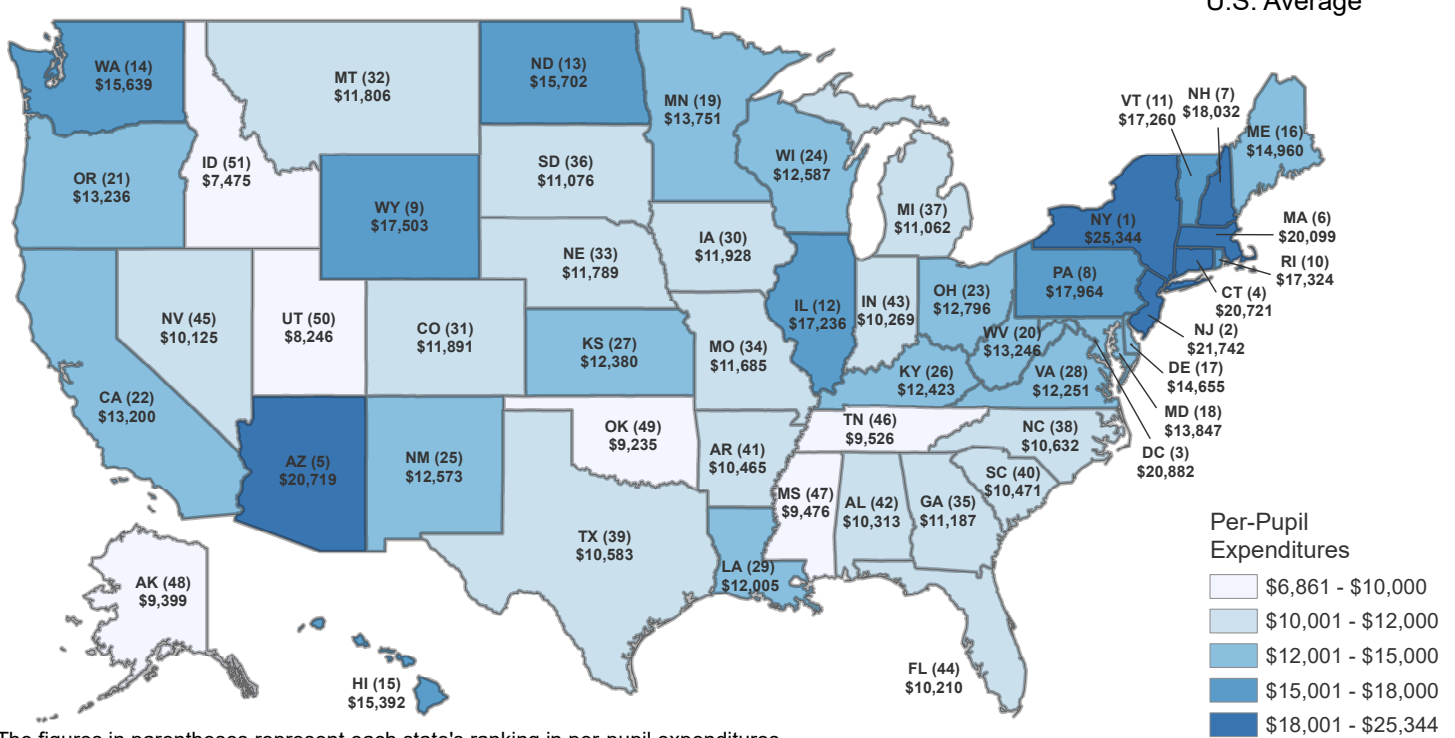 U.S. Average
WA (14)
$15,639
MT (32)
$11,806
ND (13)
$15,702
MN (19)
$13,751
VT (11)
$17,260
NH (7)
$18,032
ME (16)
$14,960
OR (21)
$13,236
ID (51)
$7,475
SD (36)
$11,076
WI (24)
$12,587
WY (9)
$17,503
MI (37)
$11,062
NY (1)
$25,344
MA (6)
$20,099
RI (10)
$17,324
CT (4)
$20,721
NE (33)
$11,789
IA (30)
$11,928
PA (8)
$17,964
NV (45)
$10,125
UT (50)
$8,246
CO (31)
$11,891
KS (27)
$12,380
MO (34)
$11,685
IL (12)
$17,236
IN (43)
$10,269
OH (23)
$12,796
WV (20)
$13,246
NJ (2)
$21,742
DE (17)
$14,655
MD (18)
$13,847
DC (3)
$20,882
CA (22)
$13,200
KY (26)
$12,423
VA (28)
$12,251
AZ (5)
$20,719
NM (25)
$12,573
OK (49)
$9,235
AR (41)
$10,465
TN (46)
$9,526
NC (38)
$10,632
SC (40)
$10,471
MS (47)
$9,476
AL (42)
$10,313
GA (35)
$11,187
TX (39)
$10,583
LA (29)
$12,005
AK (48)
$9,399
HI (15)
$15,392
FL (44)
$10,210
Per-Pupil
Expenditures
$6,861 - $10,000
$10,001 - $12,000
$12,001 - $15,000
$15,001 - $18,000
$18,001 - $25,344
The figures in parentheses represent each state's ranking in per-pupil expenditures